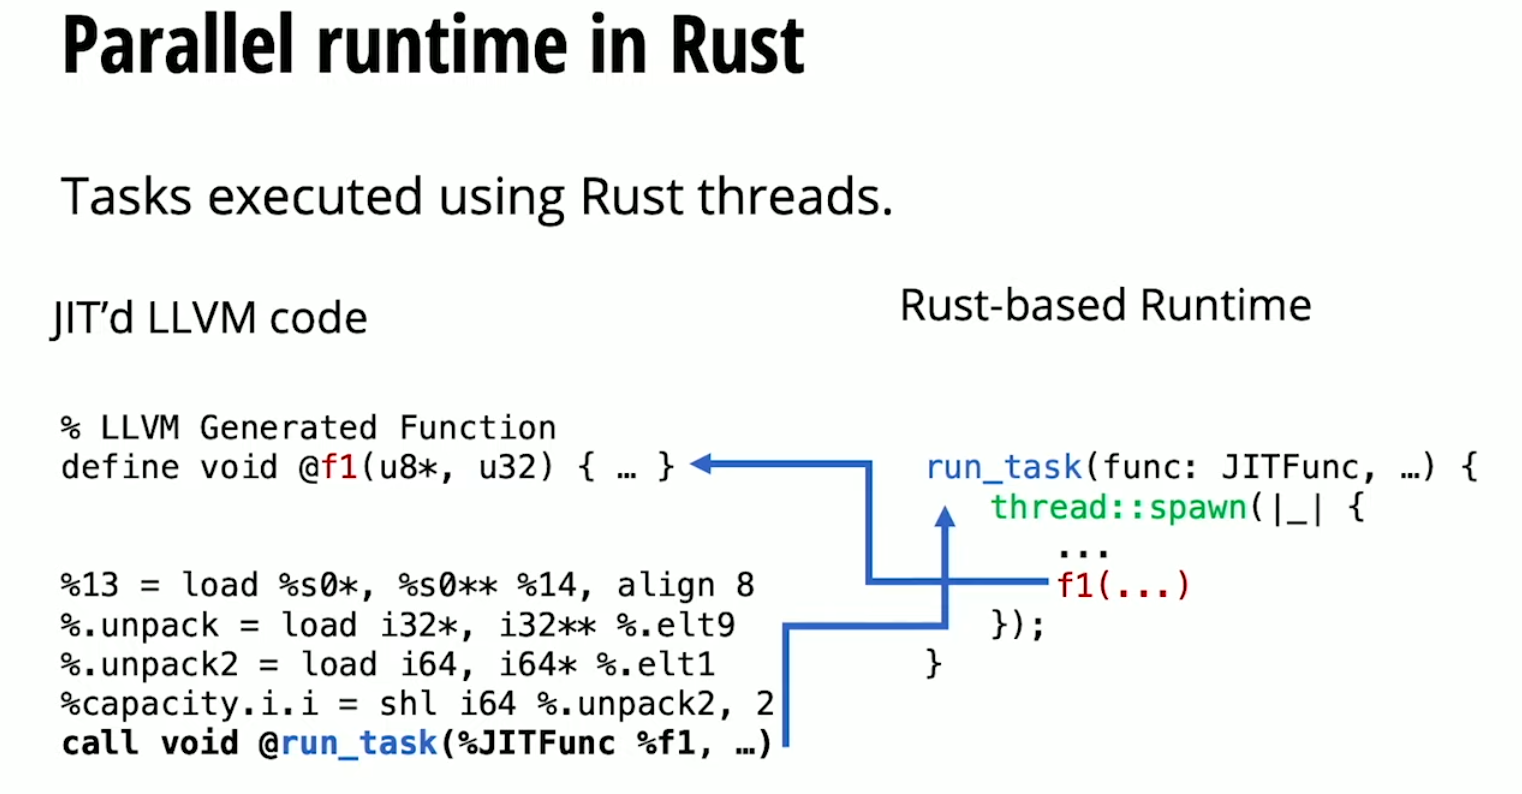 Parallel runtime in Rust
Tasks executed using Rust threads.
JIT’d LLVM code
% LLVM Generated Function
define void @f1(u8*, u32) { … }
%13 = load %s0*, %s0** %14, align 8
%.unpack = load i32*, i32** %.elt9
%.unpack2 = load i64, i64* %.elt1
%capacity.i.i = shl i64 %.unpack2, 2
call void @run_task(%JITFunc %f1, …)
Rust-based Runtime
run_task(func: JITFunc, …) {
thread::spawn(|_| {
...
f1(...)
});
}